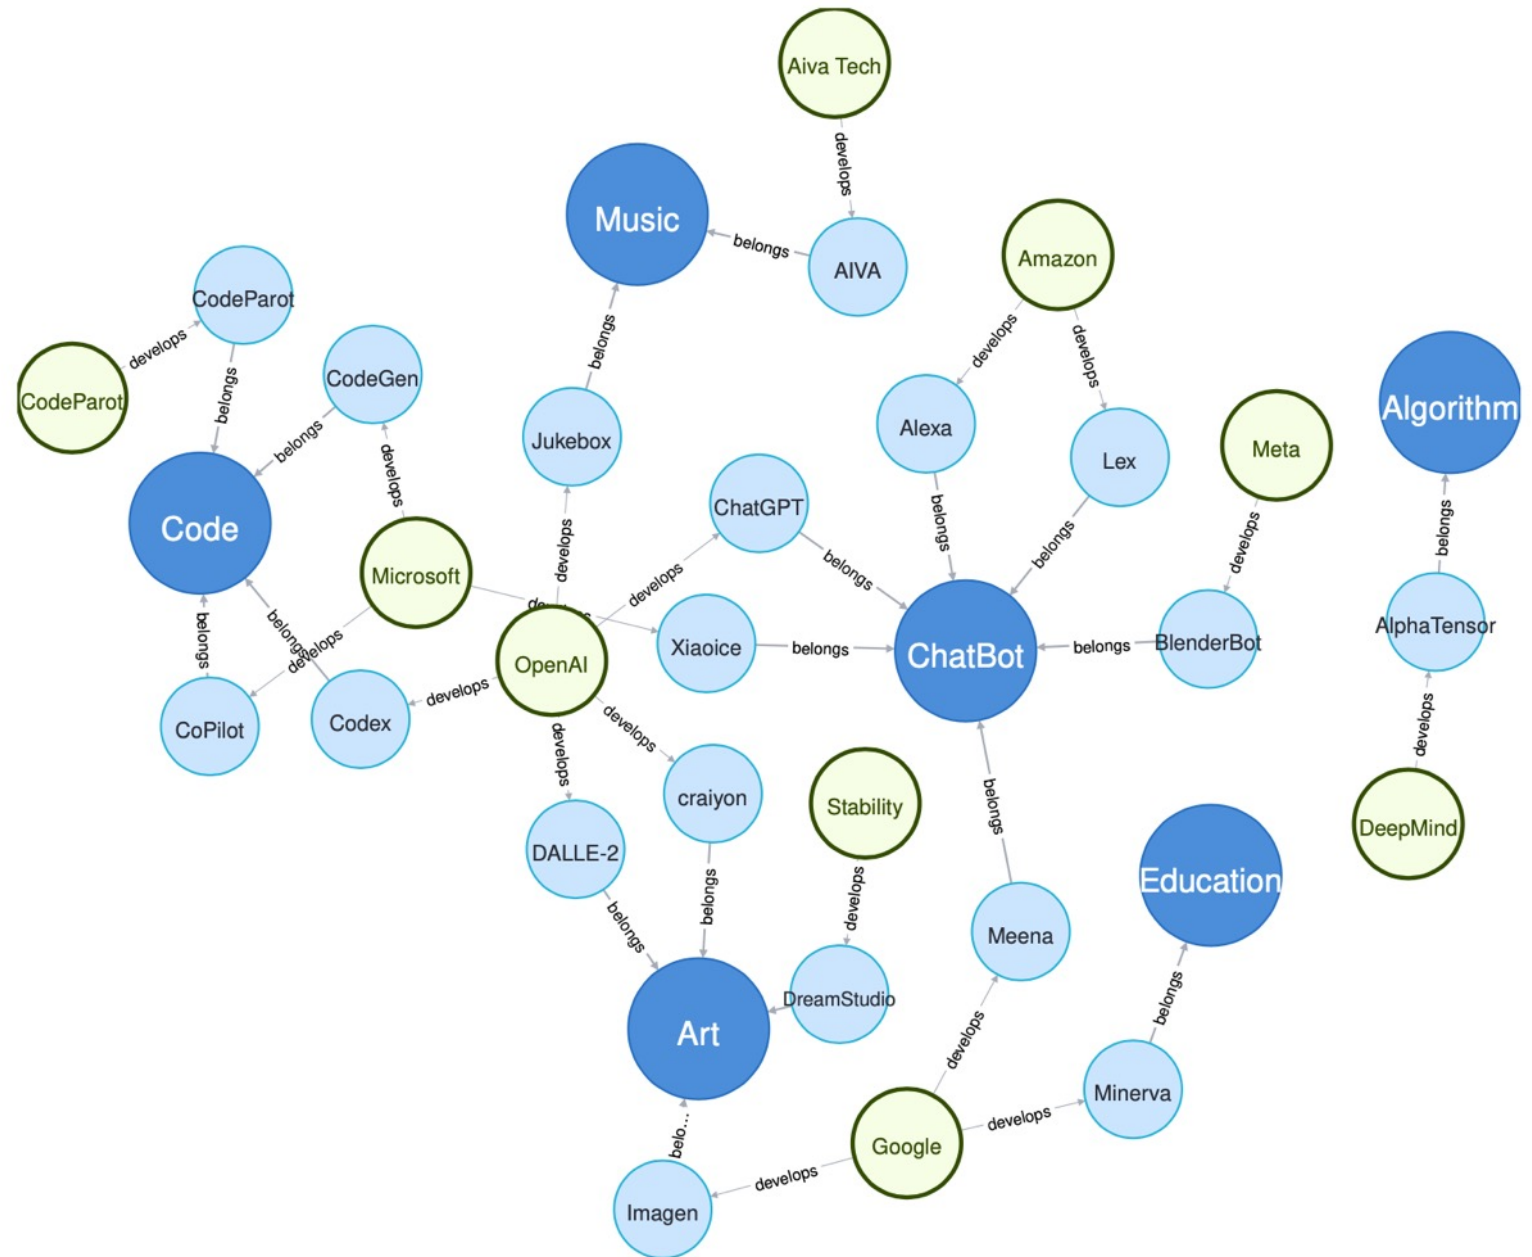 Aiva Tech
develops
Music
belongs
AIVA
Amazon
CodeParot
develops
CodeParot
belongs
CodeGen
belongs
develops
Code
Microsoft
belongs
Jukebox
develops
develops
develops
Alexa
Lex
Meta
Algorithm
ChatGPT
belongs
belongs
belongs
develops
belongs
develops
AlphaTensor
develops
Xiaoice
belongs
ChatBot
belongs
BlenderBot
OpenAI
belongs
belongs
develops
CoPilot
Codex
develops
develops
develops
craiyon
Stability
belongs
develops
DeepMind
DALLE-2
belongs
belongs
develops
Education
Meena
DreamStudio
Art
develops
belongs
Minerva
belo...
develops
Google
develops
Imagen